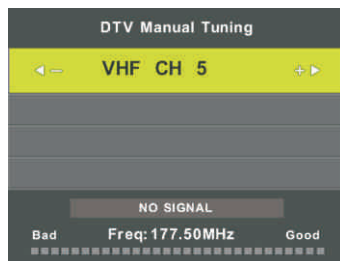 DTV Manual Tuning
VHF CH 5
NO SIGNAL
Bad Freq:177.50MHz Good